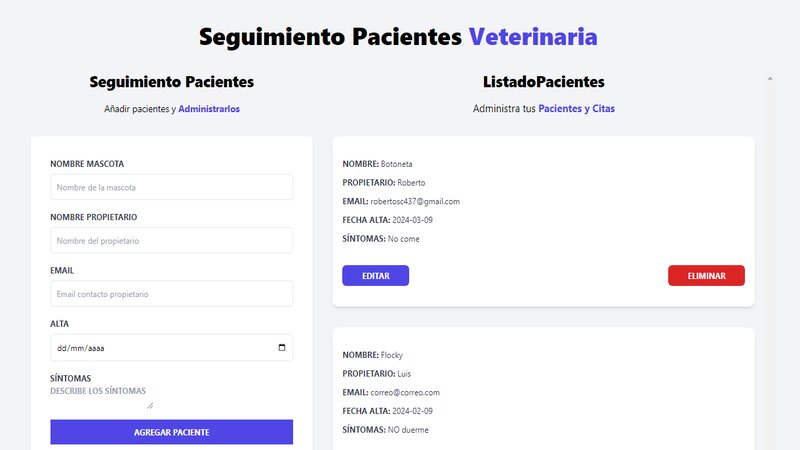 Seguimiento Pacientes Veterinaria
Seguimiento Pacientes
Añadir pacientes y Administrarlos
NOMBRE MASCOTA
Nombre de la mascota
NOMBRE PROPIETARIO
Nombre del propietario
EMAIL
Email contacto propietario
ALTA
dd/mm/aaaa
SÍNTOMAS
DESCRIBE LOS SÍNTOMAS
AGREGAR PACIENTE
ListadoPacientes
Administra tus Pacientes y Citas
NOMBRE: Botoneta
PROPIETARIO: Roberto
EMAIL: robertosc437@gmail.com
FECHA ALTA: 2024-03-09
SÍNTOMAS: No come
EDITAR
ELIMINAR
NOMBRE: Flocky
PROPIETARIO: Luis
EMAIL: correo@correo.com
FECHA ALTA: 2024-02-09
SÍNTOMAS: NO duerme